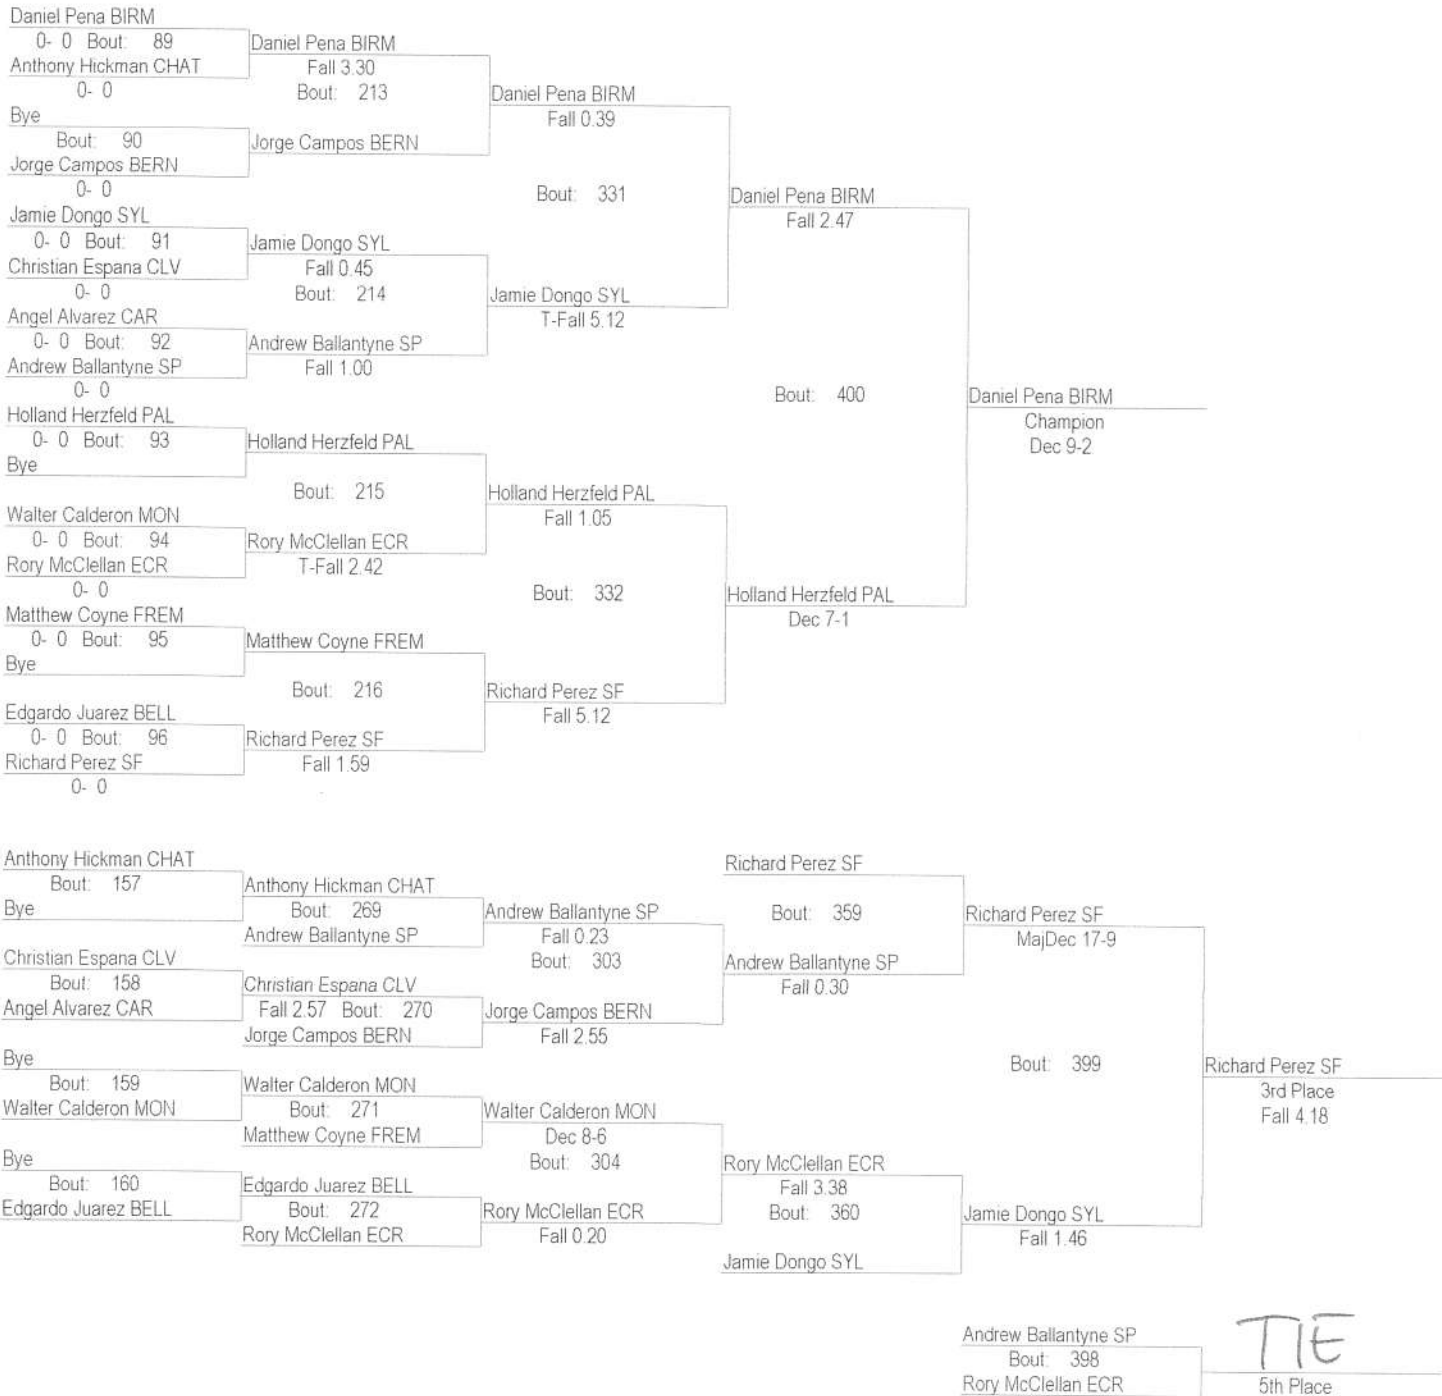 Daniel Pena BIRM
0- 0 Bout: 89
Anthony Hickman CHAT
0- 0
Bye
Bout: 90
Jorge Campos BERN
0- 0
Jamie Dongo SYL
0- 0 Bout: 91
Christian Espana CLV
0- 0
Angel Alvarez CAR
0- 0 Bout: 92
Andrew Ballantyne SP
0- 0
Holland Herzfeld PAL
0- 0 Bout: 93
Bye
Walter Calderon MON
0- 0 Bout: 94
Rory McClellan ECR
0- 0
Matthew Coyne FREM
0- 0 Bout: 95
Bye
Edgardo Juarez BELL
0- 0 Bout: 96
Richard Perez SF
0- 0
Daniel Pena BIRM
Fall 3.30
Bout: 213
Jorge Campos BERN
Jamie Dongo SYL
Fall 0.45
Bout: 214
Andrew Ballantyne SP
Fall 1.00
Holland Herzfeld PAL
Bout: 215
Rory McClellan ECR
T-Fall 2.42
Matthew Coyne FREM
Bout: 216
Richard Perez SF
Fall 1.59
Daniel Pena BIRM
Fall 0.39
Bout: 331
Jamie Dongo SYL
T-Fall 5.12
Holland Herzfeld PAL
Fall 1.05
Bout: 332
Richard Perez SF
Fall 5.12
Daniel Pena BIRM
Fall 2.47
Bout: 400
Holland Herzfeld PAL
Dec 7-1
Daniel Pena BIRM
Champion
Dec 9-2
Anthony Hickman CHAT
Bout: 157
Bye
Christian Espana CLV
Bout: 158
Angel Alvarez CAR
Bye
Bout: 159
Walter Calderon MON
Bye
Bout: 160
Edgardo Juarez BELL
Anthony Hickman CHAT
Bout: 269
Andrew Ballantyne SP
Christian Espana CLV
Fall 2.57 Bout: 270
Jorge Campos BERN
Walter Calderon MON
Bout: 271
Matthew Coyne FREM
Edgardo Juarez BELL
Bout: 272
Rory McClellan ECR
Andrew Ballantyne SP
Fall 0.23
Bout: 303
Jorge Campos BERN
Fall 2.55
Walter Calderon MON
Dec 8-6
Bout: 304
Rory McClellan ECR
Fall 0.20
Richard Perez SF
Bout: 359
Andrew Ballantyne SP
Fall 0.30
Rory McClellan ECR
Fall 3.38
Bout: 360
Jamie Dongo SYL
Richard Perez SF
MajDec 17-9
Bout: 399
Jamie Dongo SYL
Fall 1.46
Richard Perez SF
3rd Place
Fall 4.18
Andrew Ballantyne SP
Bout: 398
Rory McClellan ECR
TIE
5th Place